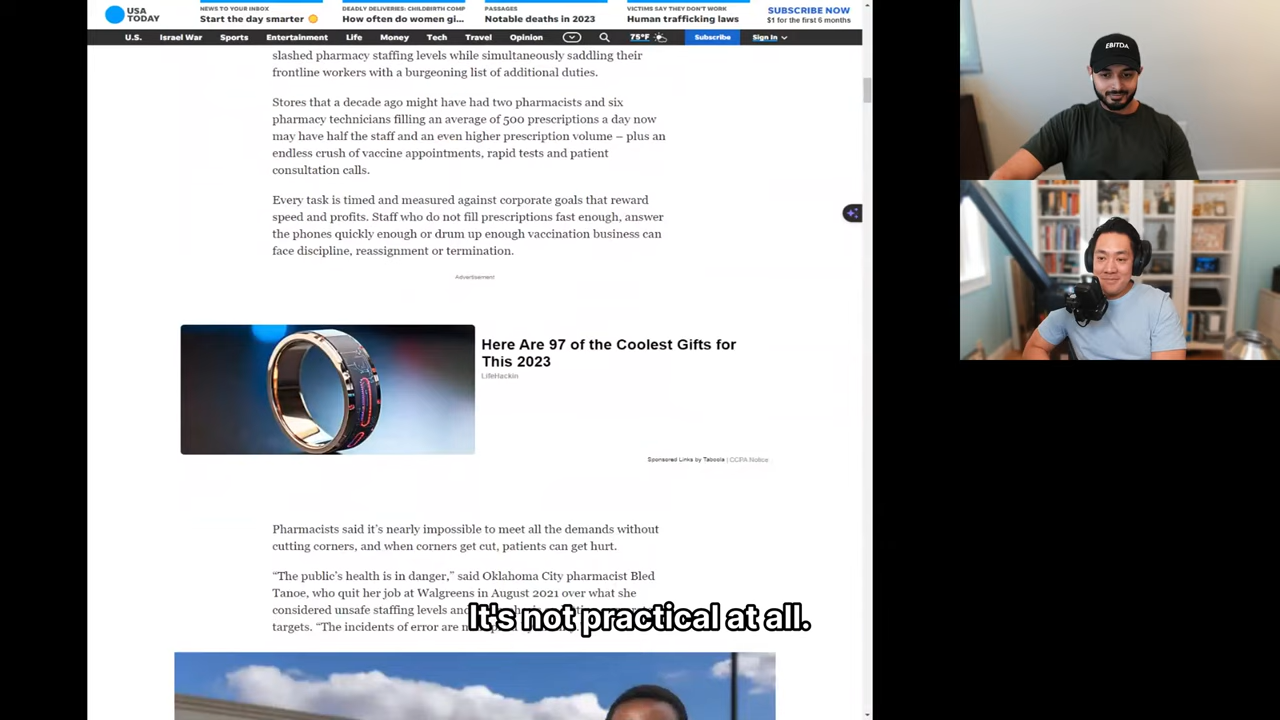 USA
TODAY
NEWS TO YOUR INBOX
Start the day smarter
DEADLY DELIVERIES: CHILDBIRTH COMP
How often do women gi...
PASSAGES
Notable deaths in 2023
VICTIMS SAY THEY DON'T WORK
Human trafficking laws
SUBSCRIBE NOW
$1 for the first 6 months
U.S. Israel War Sports Entertainment Life Money Tech Travel Opinion 75°F Subscribe Sign In
slashed pharmacy staffing levels while simultaneously saddling their
frontline workers with a burgeoning list of additional duties.
Stores that a decade ago might have had two pharmacists and six
pharmacy technicians filling an average of 500 prescriptions a day now
may have half the staff and an even higher prescription volume – plus an
endless crush of vaccine appointments, rapid tests and patient
consultation calls.
Every task is timed and measured against corporate goals that reward
speed and profits. Staff who do not fill prescriptions fast enough, answer
the phones quickly enough or drum up enough vaccination business can
face discipline, reassignment or termination.
Advertisement
Here Are 97 of the Coolest Gifts for
This 2023
LifeHackin
Sponsored Links by Taboola | CCPA Notice
Pharmacists said it's nearly impossible to meet all the demands without
cutting corners, and when corners get cut, patients can get hurt.
“The public's health is in danger,” said Oklahoma City pharmacist Bled
Tanoe, who quit her job at Walgreens in August 2021 over what she
considered unsafe staffing levels and
targets. “The incidents of error are
It's not practical at all.
EBITDA